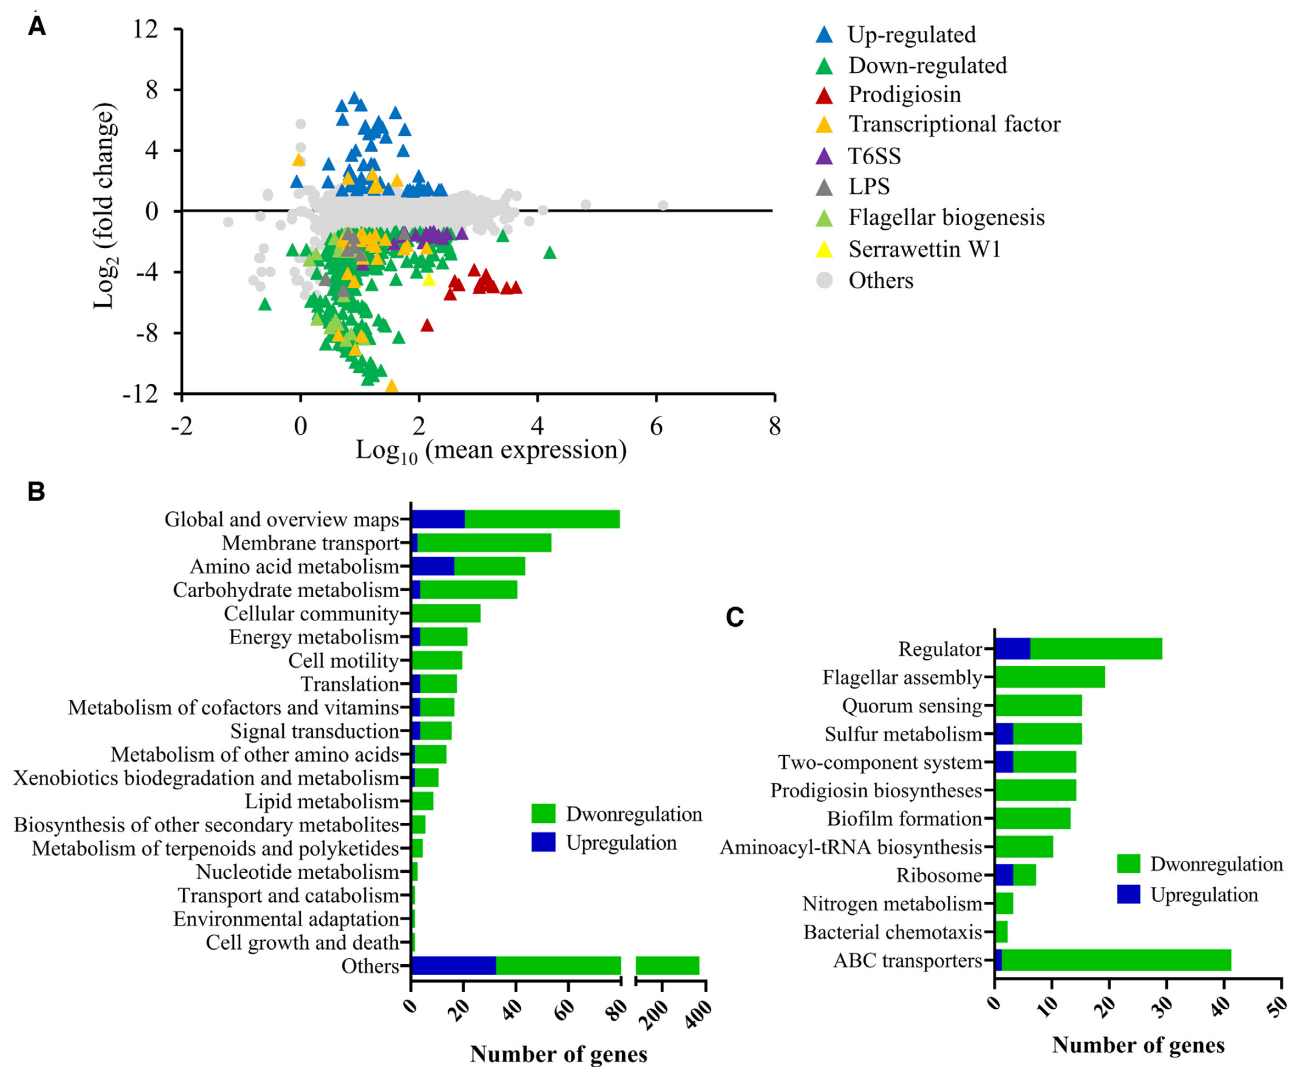 A
12
8
4
0
-4
-8
-12
Log2 (fold change)
-2 0 2 4 6 8
Log10 (mean expression)
Up-regulated
Down-regulated
Prodigiosin
Transcriptional factor
T6SS
LPS
Flagellar biogenesis
Serrawettin W1
Others
B
Global and overview maps
Membrane transport
Amino acid metabolism
Carbohydrate metabolism
Cellular community
Energy metabolism
Cell motility
Translation
Metabolism of cofactors and vitamins
Signal transduction
Metabolism of other amino acids
Xenobiotics biodegradation and metabolism
Lipid metabolism
Biosynthesis of other secondary metabolites
Metabolism of terpenoids and polyketides
Nucleotide metabolism
Transport and catabolism
Environmental adaptation
Cell growth and death
Others
0 20 40 60 80 200 400
Number of genes
Dwonregulation
Upregulation
C
Regulator
Flagellar assembly
Quorum sensing
Sulfur metabolism
Two-component system
Prodigiosin biosyntheses
Biofilm formation
Aminoacyl-tRNA biosynthesis
Ribosome
Nitrogen metabolism
Bacterial chemotaxis
ABC transporters
0 10 20 30 40 50
Number of genes
Dwonregulation
Upregulation